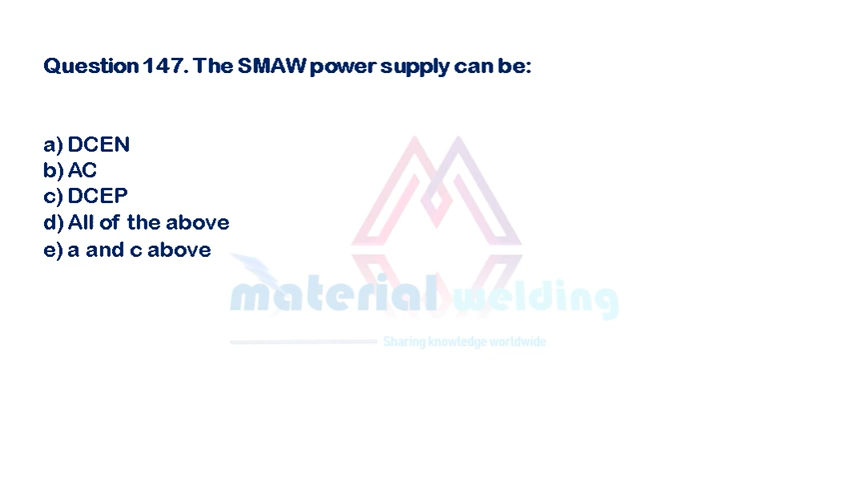 Question 147. The SMAW power supply can be:
a) DCEN
b) AC
c) DCEP
d) All of the above
e) a and c above
material welding
Sharing knowledge worldwide